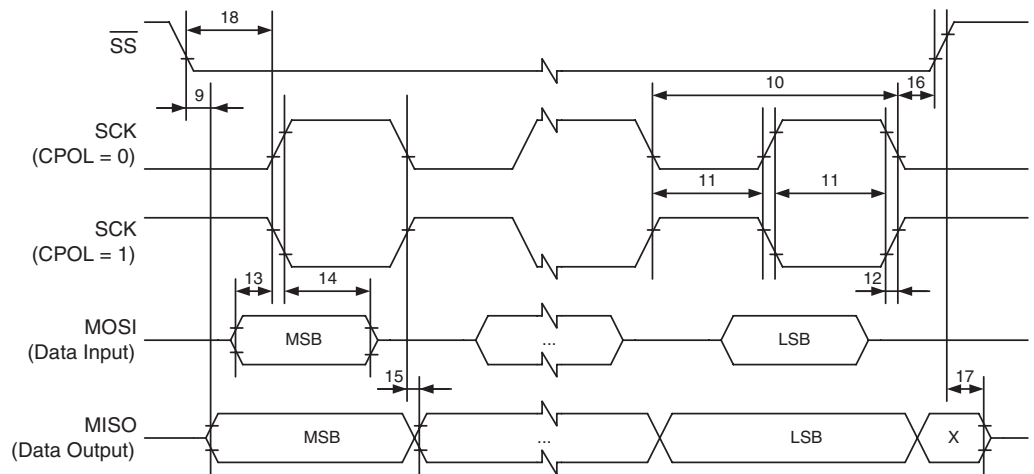 18
SS
10
9
16
SCK
(CPOL = 0)
11
11
SCK
(CPOL = 1)
13
14
12
MOSI
(Data Input)
MSB
...
LSB
15
17
MISO
(Data Output)
MSB
...
LSB
X